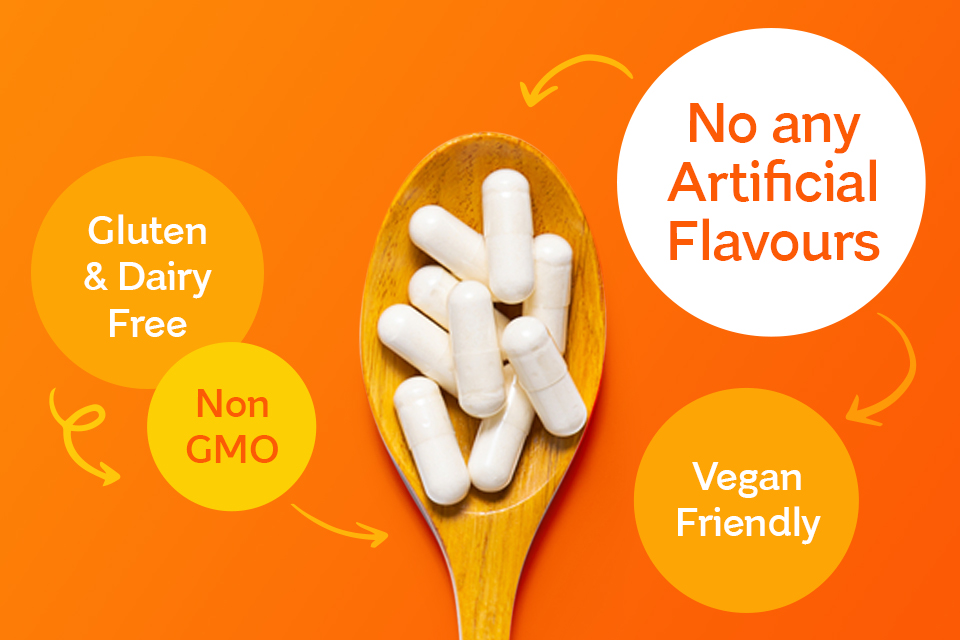 Gluten
& Dairy
Free
Non
GMO
No any
Artificial
Flavours
Vegan
Friendly